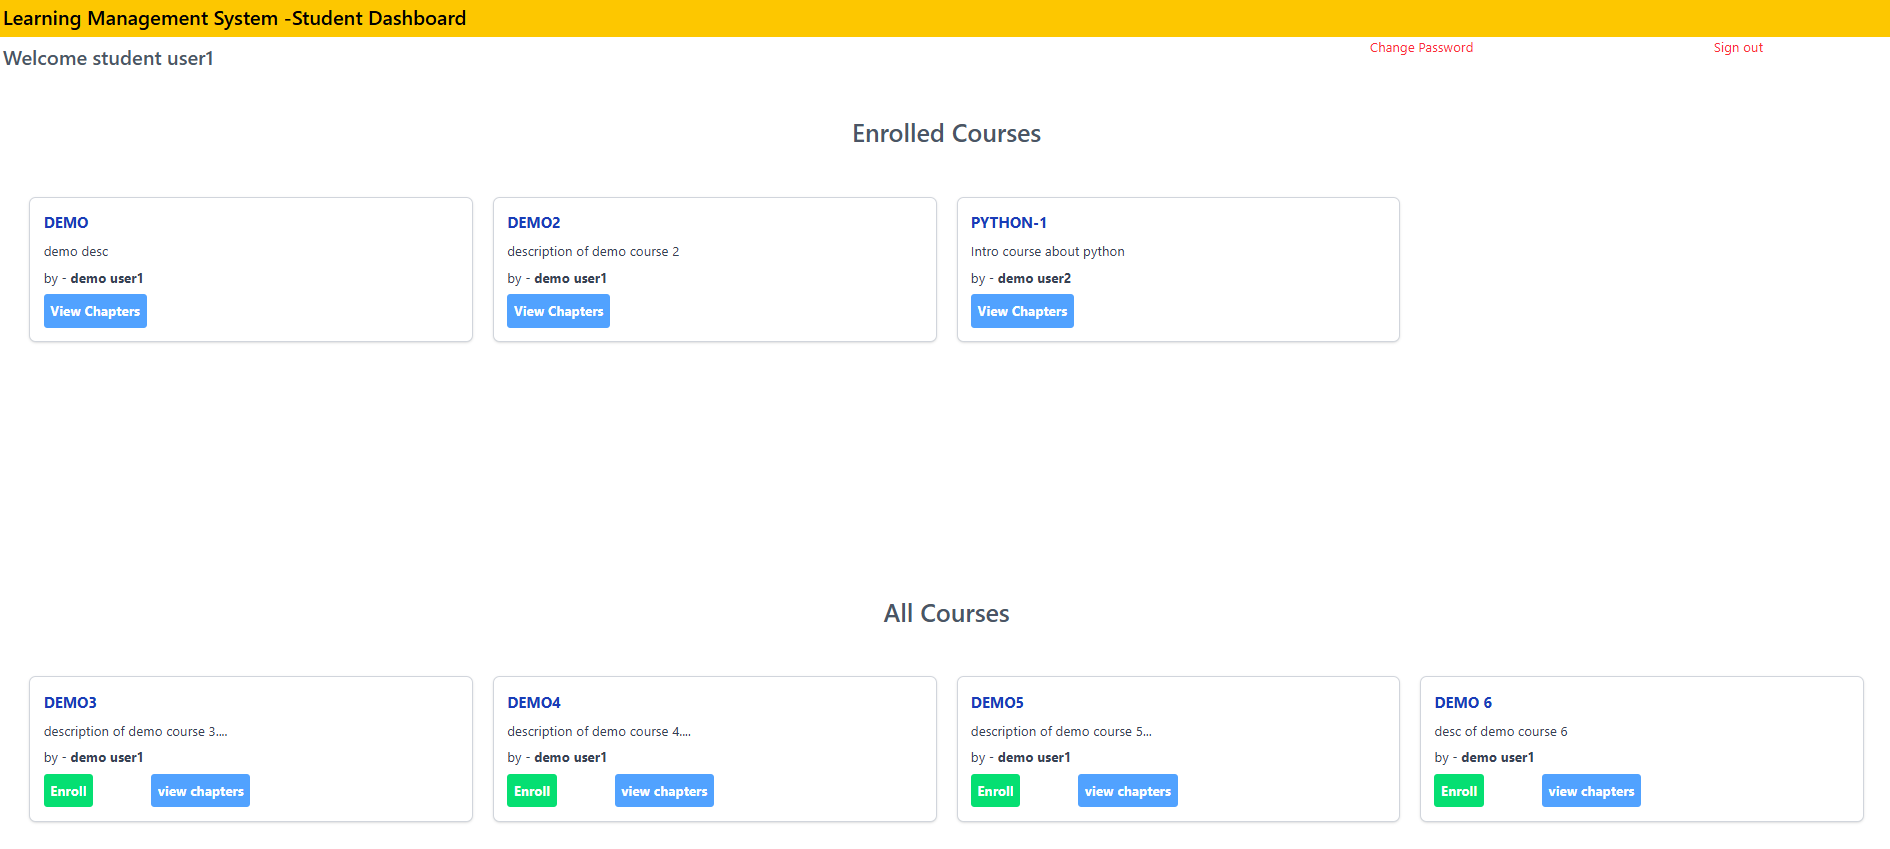 Learning Management System -Student Dashboard
Welcome student user1
Change Password
Sign out
Enrolled Courses
DEMO
demo desc
by - demo user1
View Chapters
DEMO2
description of demo course 2
by - demo user1
View Chapters
PYTHON-1
Intro course about python
by - demo user2
View Chapters
All Courses
DEMO3
description of demo course 3....
by - demo user1
Enroll
view chapters
DEMO4
description of demo course 4....
by - demo user1
Enroll
view chapters
DEMO5
description of demo course 5...
by - demo user1
Enroll
view chapters
DEMO 6
desc of demo course 6
by - demo user1
Enroll
view chapters